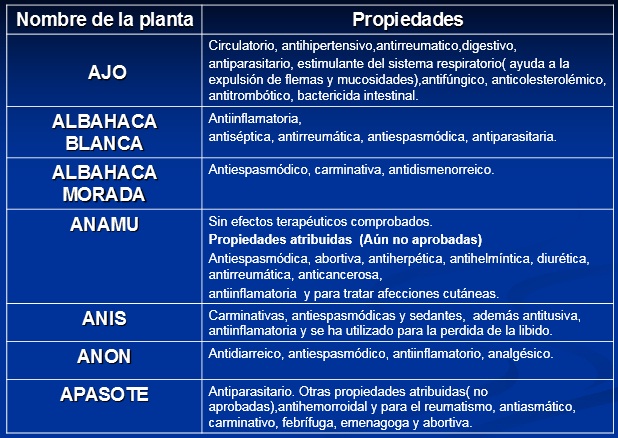 Nombre de la planta
Propiedades
AJO
Circulatorio, antihipertensivo,antirreumatico,digestivo,
antiparasitario, estimulante del sistema respiratorio( ayuda a la
expulsión de flemas y mucosidades),antifúngico, anticolesterolémico,
antitrombótico, bactericida intestinal.
ALBAHACA
BLANCA
Antiinflamatoria,
antiséptica, antirreumática, antiespasmódica, antiparasitaria.
ALBAHACA
MORADA
Antiespasmódico, carminativa, antidismenorreico.
ANAMU
Sin efectos terapéuticos comprobados.
Propiedades atribuidas (Aún no aprobadas)
Antiespasmódica, abortiva, antiherpética, antihelmíntica, diurética,
antirreumática, anticancerosa,
antiinflamatoria y para tratar afecciones cutáneas.
ANIS
Carminativas, antiespasmódicas y sedantes, además antitusiva,
antiinflamatoria y se ha utilizado para la perdida de la libido.
ANON
Antidiarreico, antiespasmódico, antiinflamatorio, analgésico.
APASOTE
Antiparasitario. Otras propiedades atribuidas( no
aprobadas),antihemorroidal y para el reumatismo, antiasmático,
carminativo, febrífuga, emenagoga y abortiva.